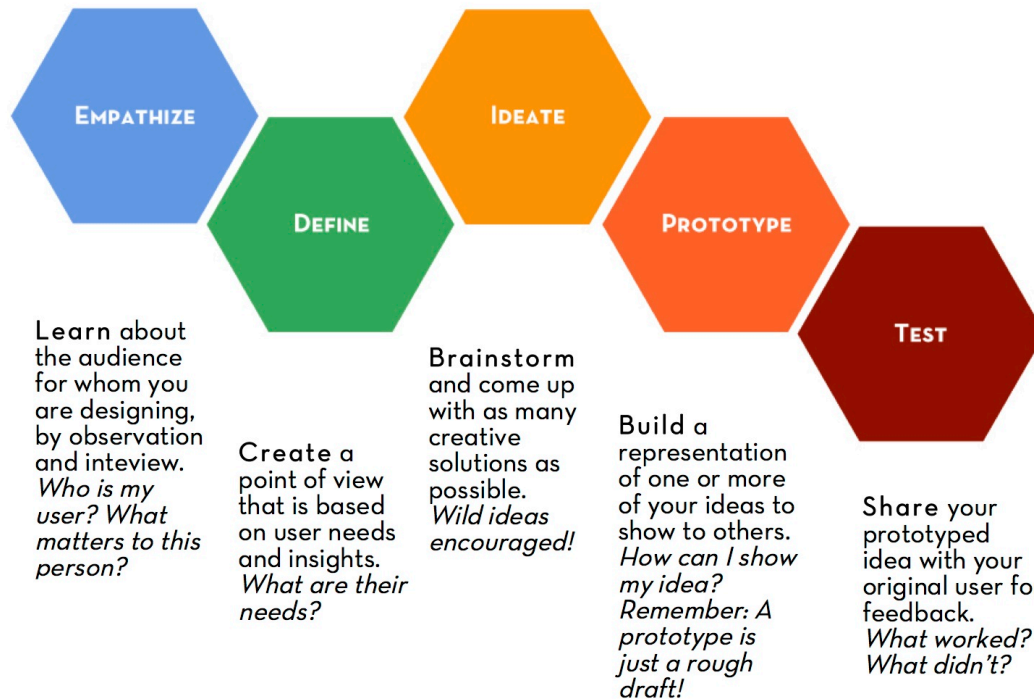 EMPATHIZE
DEFINE
IDEATE
PROTOTYPE
TEST
Learn about
the audience
for whom you
are designing,
by observation
and inteview.
Who is my
user? What
matters to this
person?
Create a
point of view
that is based
on user needs
and insights.
What are their
needs?
Brainstorm
and come up
with as many
creative
solutions as
possible.
Wild ideas
encouraged!
Build a
representation
of one or more
of your ideas to
show to others.
How can I show
my idea?
Remember: A
prototype is
just a rough
draft!
Share your
prototyped
idea with your
original user fo
feedback.
What worked?
What didn't?